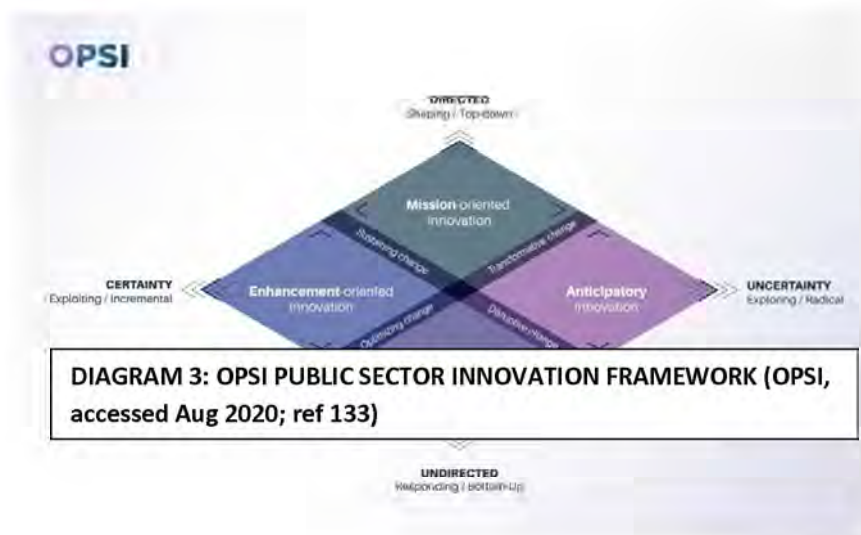 OPSI
DIRECTED
Shaping / Top-down
Mission-oriented
Innovation
Sustaining change
Transformative change
CERTAINTY
Exploiting / Incremental
Enhancement-oriented
Innovation
Anticipatory
Innovation
UNCERTAINTY
Exploring / Radical
Optimizing change
Disruptive change
DIAGRAM 3: OPSI PUBLIC SECTOR INNOVATION FRAMEWORK (OPSI,
accessed Aug 2020; ref 133)
UNDIRECTED
Responding / Bottom-Up